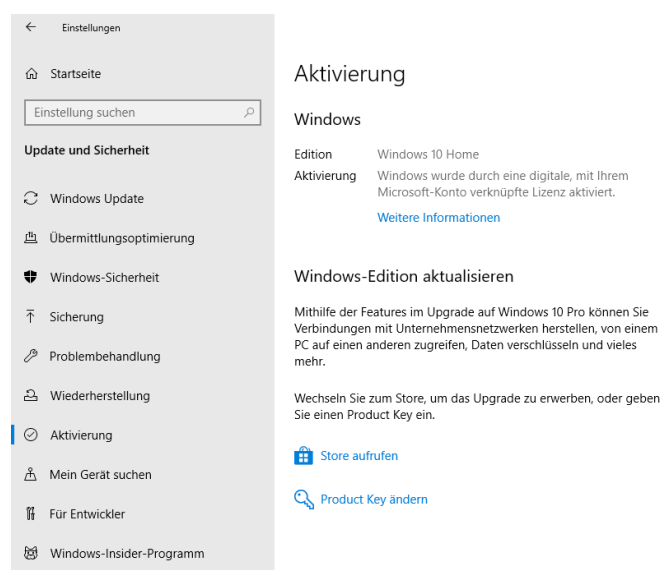 Einstellungen
Startseite
Einstellung suchen
Update und Sicherheit
Windows Update
Übermittlungsoptimierung
Windows-Sicherheit
Sicherung
Problembehandlung
Wiederherstellung
Aktivierung
Mein Gerät suchen
Für Entwickler
Windows-Insider-Programm
Aktivierung
Windows
Edition Windows 10 Home
Aktivierung Windows wurde durch eine digitale, mit Ihrem
Microsoft-Konto verknüpfte Lizenz aktiviert.
Weitere Informationen
Windows-Edition aktualisieren
Mithilfe der Features im Upgrade auf Windows 10 Pro können Sie
Verbindungen mit Unternehmensnetzwerken herstellen, von einem
PC auf einen anderen zugreifen, Daten verschlüsseln und vieles
mehr.
Wechseln Sie zum Store, um das Upgrade zu erwerben, oder geben
Sie einen Product Key ein.
Store aufrufen
Product Key ändern